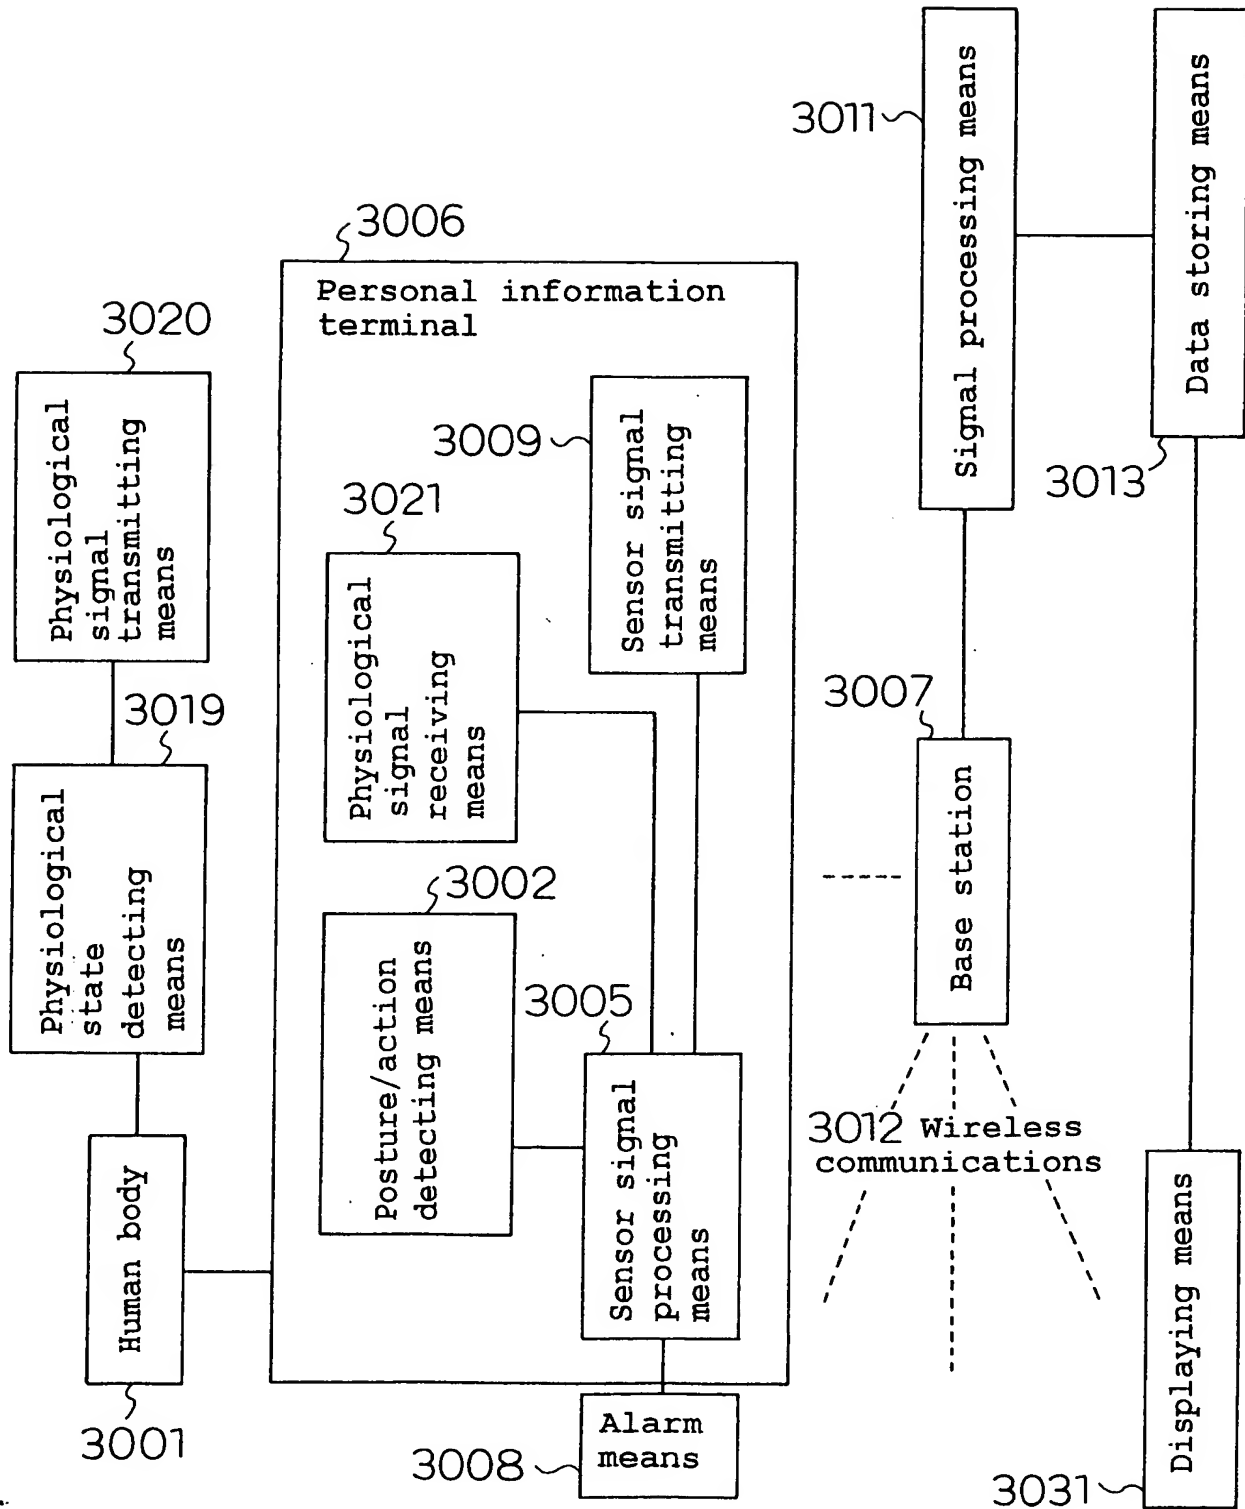 3020
Physiological
signal
transmitting
means
3019
Physiological
state
detecting
means
Human body
3001
3006
Personal information
terminal
3021
Physiological
signal
receiving
means
3009
Sensor signal
transmitting
means
3002
Posture/action
detecting means
3005
Sensor signal
processing
means
Alarm
means
3008
3011
Signal processing means
Data storing means
3013
3007
Base station
3012 Wireless
communications
Displaying means
3031